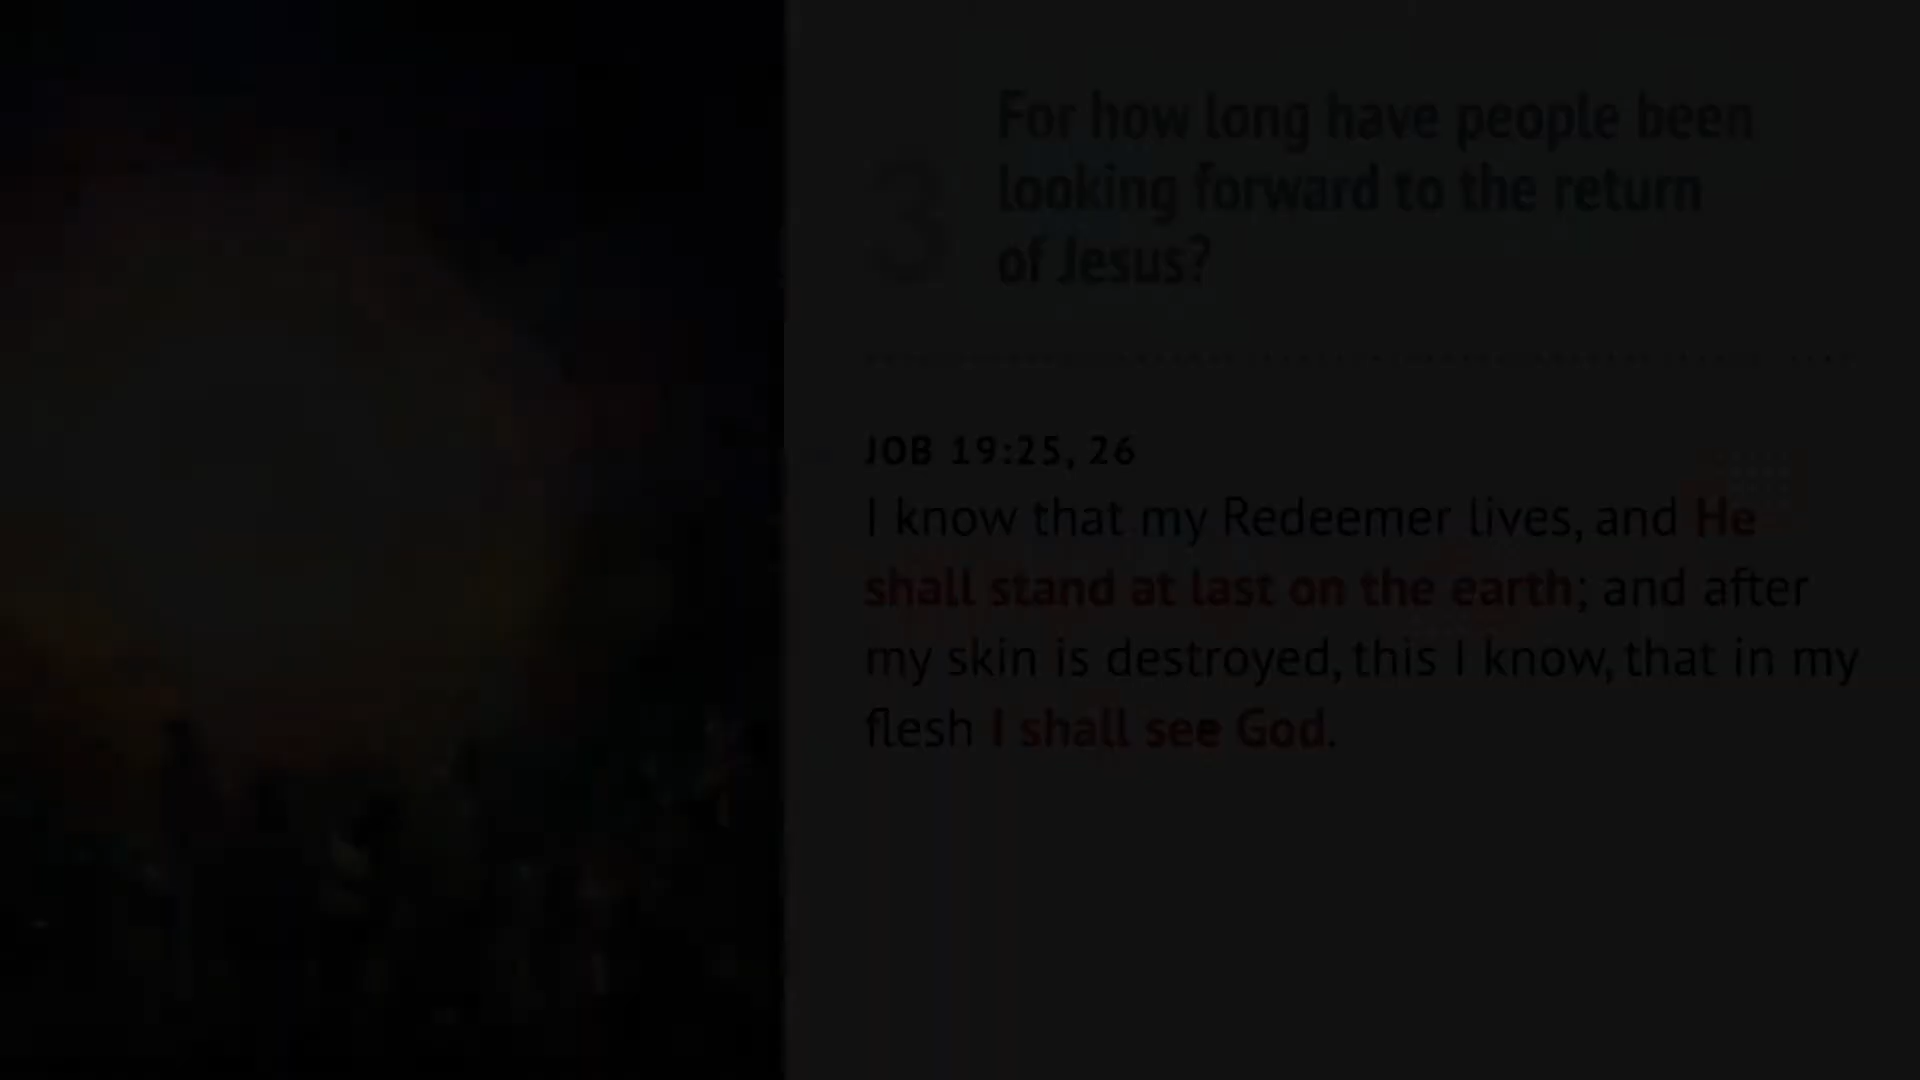 3
For how long have people been
looking forward to the return
of Jesus?
JOB 19:25, 26
I know that my Redeemer lives, and He
shall stand at last on the earth; and after
my skin is destroyed, this I know, that in my
flesh I shall see God.